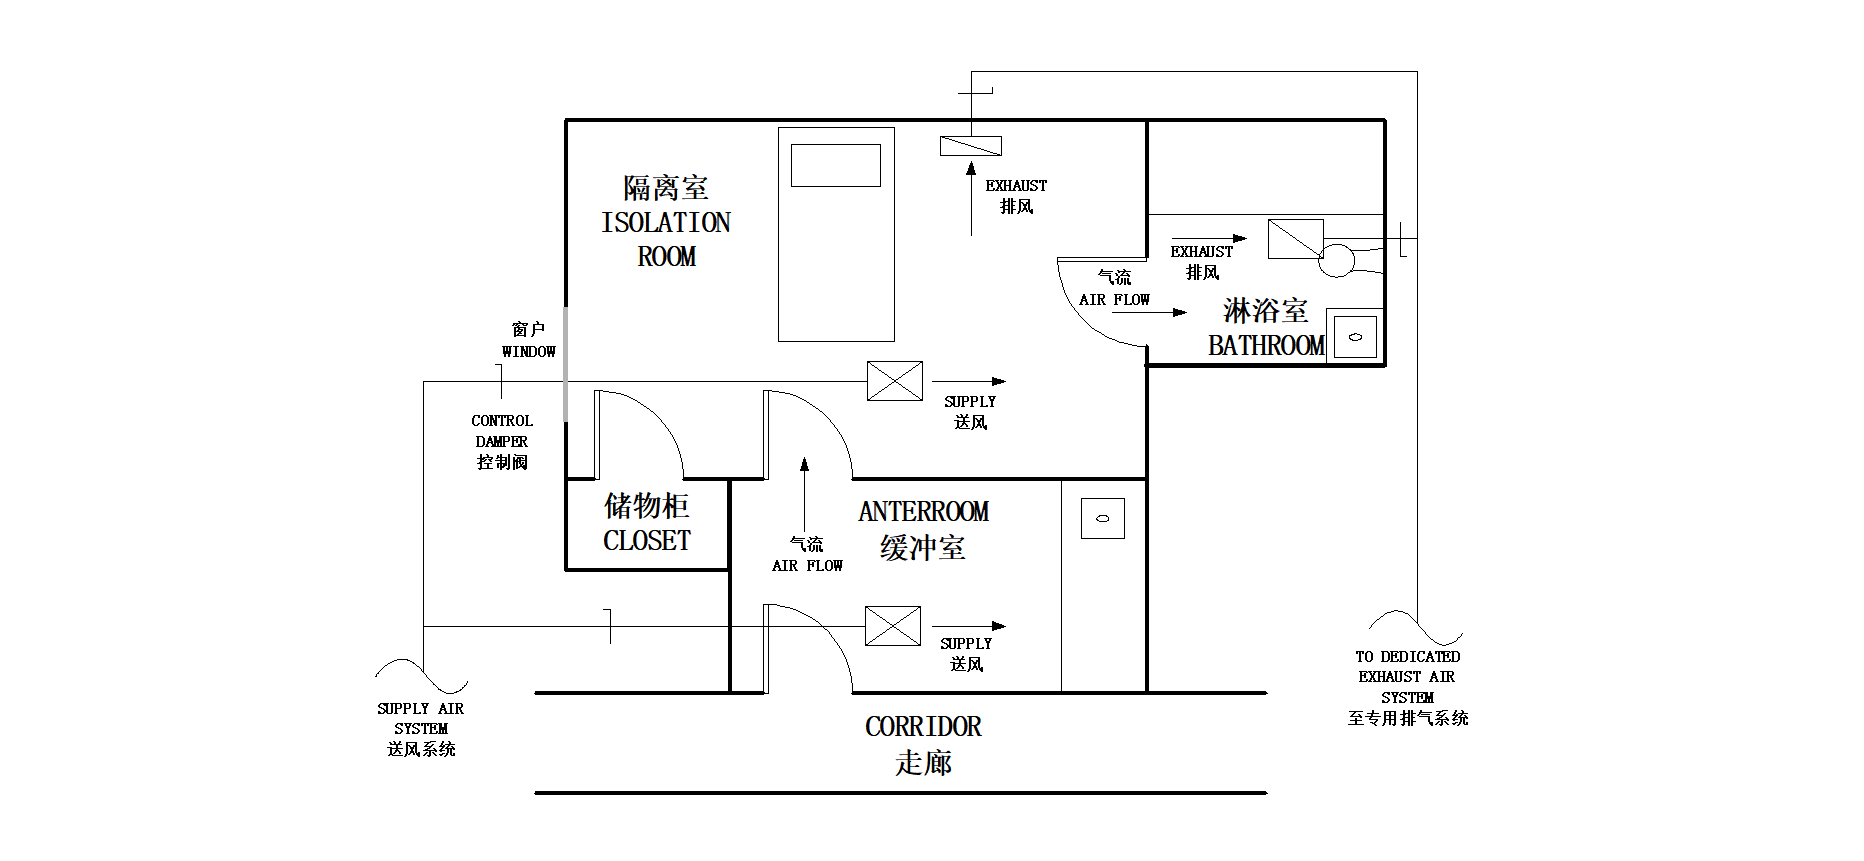 隔离室
ISOLATION
ROOM
EXHAUST
排风
EXHAUST
排风
气流
AIR FLOW
淋浴室
BATHROOM
窗户
WINDOW
SUPPLY
送风
CONTROL
DAMPER
控制阀
储物柜
CLOSET
ANTERROOM
缓冲室
气流
AIR FLOW
SUPPLY
送风
TO DEDICATED
EXHAUST AIR
SYSTEM
至专用排气系统
SUPPLY AIR
SYSTEM
送风系统
CORRIDOR
走廊